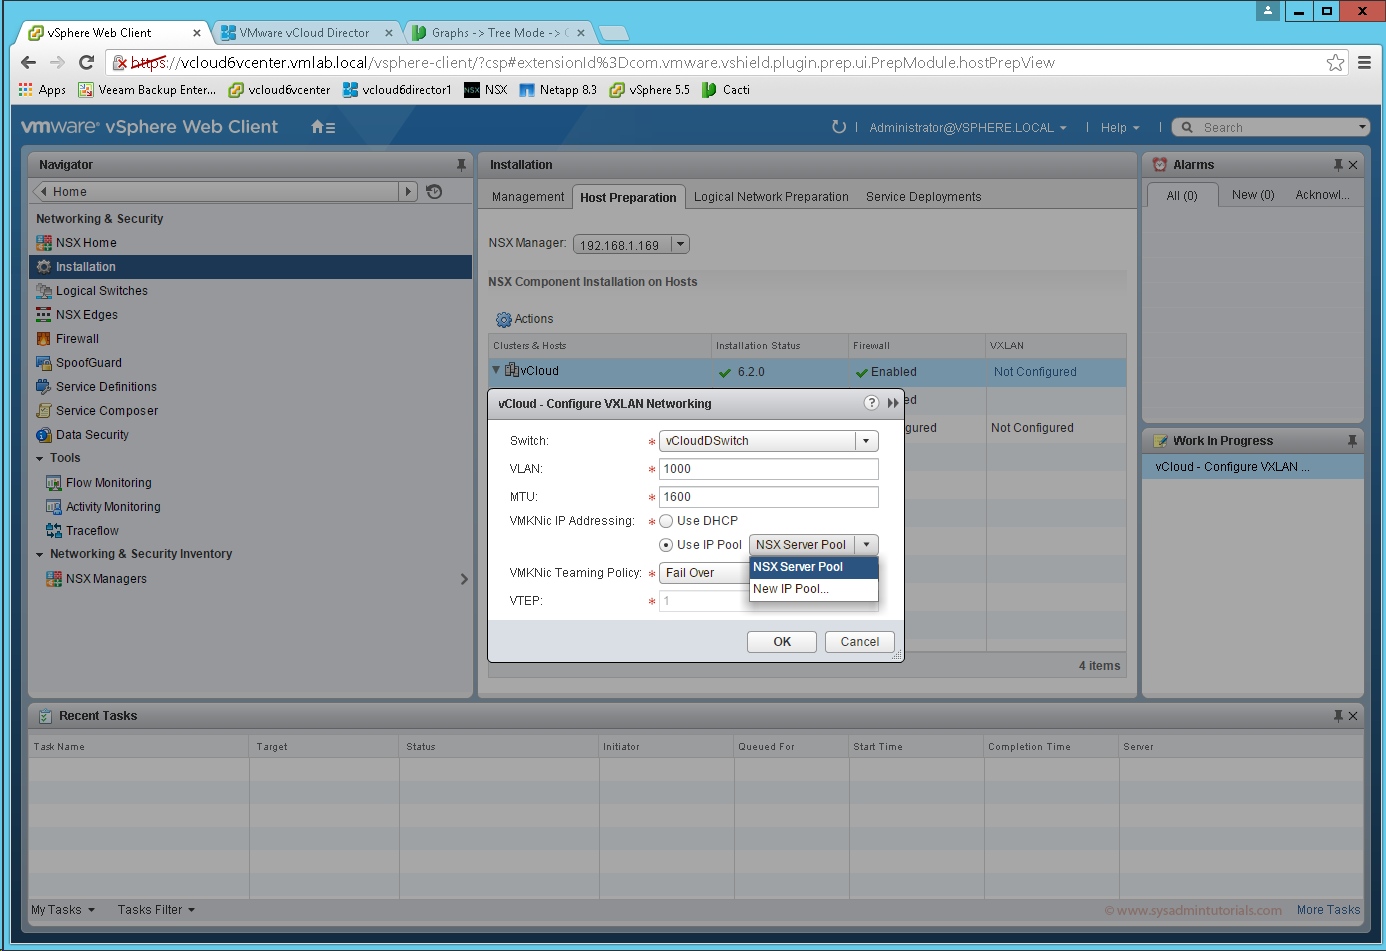 vSphere Web Client
VMware vCloud Director
Graphs -> Tree Mode ->
https://vcloud6vcenter.vmlab.local/vsphere-client/?csp#extensionId%3Dcom.vmware.vshield.plugin.prep.ui.PrepModule.hostPrepView
Apps Veeam Backup Enter... vcloud6vcenter vcloud6director1 NSX NSX Netapp 8.3 vSphere 5.5 Cacti
vmware vSphere Web Client Administrator@VSPHERE.LOCAL Help Search
Navigator
Home
Networking & Security
NSX Home
Installation
Logical Switches
NSX Edges
Firewall
SpoofGuard
Service Definitions
Service Composer
Data Security
Tools
Flow Monitoring
Activity Monitoring
Traceflow
Networking & Security Inventory
NSX Managers
Installation
Management Host Preparation Logical Network Preparation Service Deployments
NSX Manager: 192.168.1.169
NSX Component Installation on Hosts
Actions
Clusters & Hosts Installation Status Firewall VXLAN
vCloud 6.2.0 Enabled Not Configured
ed
gured Not Configured
4 items
vCloud - Configure VXLAN Networking ?
Switch: * vCloudDSwitch
VLAN: * 1000
MTU: * 1600
VMKNic IP Addressing: * Use DHCP
Use IP Pool NSX Server Pool
NSX Server Pool
New IP Pool...
VMKNic Teaming Policy: * Fail Over
VTEP: * 1
OK Cancel
Alarms
All (0) New (0) Acknowl...
Work In Progress
vCloud - Configure VXLAN ...
Recent Tasks
Task Name Target Status Initiator Queued For Start Time Completion Time Server
My Tasks Tasks Filter
© www.sysadmintutorials.com
More Tasks